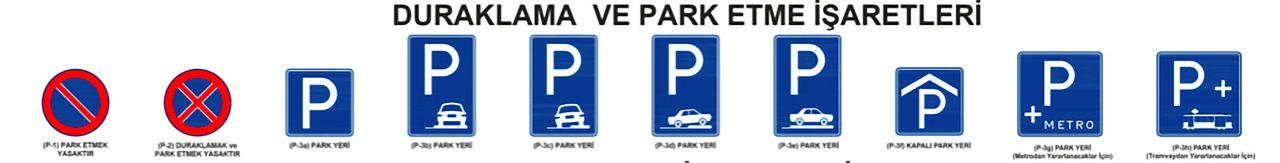 DURAKLAMA VE PARK ETME İŞARETLERİ
P
P
P
P
P
P
P
+ METRO
P +
(P-1) PARK ETMEK
YASAKTIR
(P-2) DURAKLAMAK ve
PARK ETMEK YASAKTIR
(P-3a) PARK YERİ
(P-3b) PARK YERİ
(P-3c) PARK YERİ
(P-3d) PARK YERİ
(P-3e) PARK YERİ
(P-3f) KAPALI PARK YERİ
(P-3g) PARK YERİ
(Metrodan Yararlanacaklar İçin)
(P-3h) PARK YERİ
(Tramvaydan Yararlanacaklar İçin)